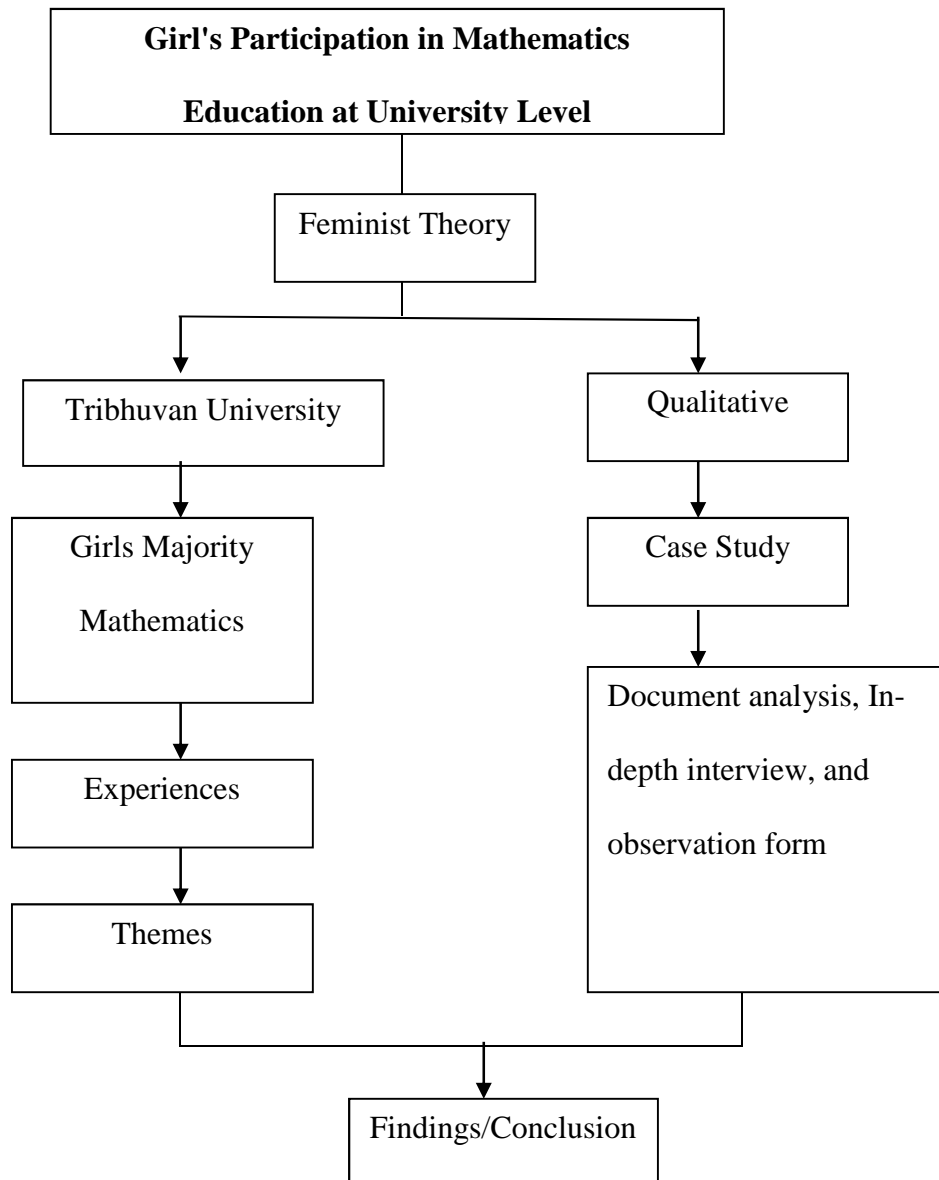 Girl's Participation in Mathematics
Education at University Level
Feminist Theory
Tribhuvan University
Girls Majority
Mathematics
Experiences
Themes
Qualitative
Case Study
Document analysis, In-
depth interview, and
observation form
Findings/Conclusion